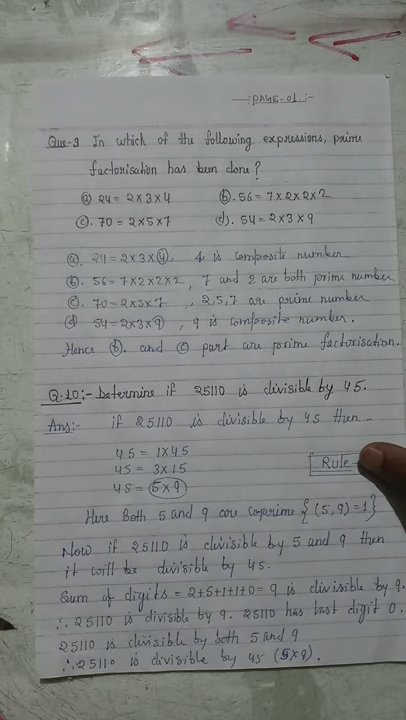 —:PAGE-01:-
Que-9 In which of the following expressions, prime
factorisation has been done?
(a) 24 = 2×3×4 (b). 56 = 7×2×2×2
(c). 70 = 2×5×7 (d). 54 = 2×3×9
(a). 24 = 2×3×4, 4 is composite number
(b). 56 = 7×2×2×2, 7 and 2 are both prime number
(c). 70 = 2×5×7, 2,5,7 are prime number
(d) 54 = 2×3×9, 9 is composite number.
Hence (b). and (c) part are prime factorisation.
Q.10:- Determine if 25110 is divisible by 45.
Ans:- if 25110 is divisible by 45 then -
45 = 1×45
45 = 3×15
45 = 5×9
Rule
Here Both 5 and 9 are coprime {(5,9)=1}
Now if 25110 is divisible by 5 and 9 then
it will be divisible by 45.
Sum of digits = 2+5+1+1+0 = 9 is divisible by 9.
∴ 25110 is divisible by 9. 25110 has last digit 0.
25110 is divisible by both 5 and 9
∴ 25110 is divisible by 45 (5×9).